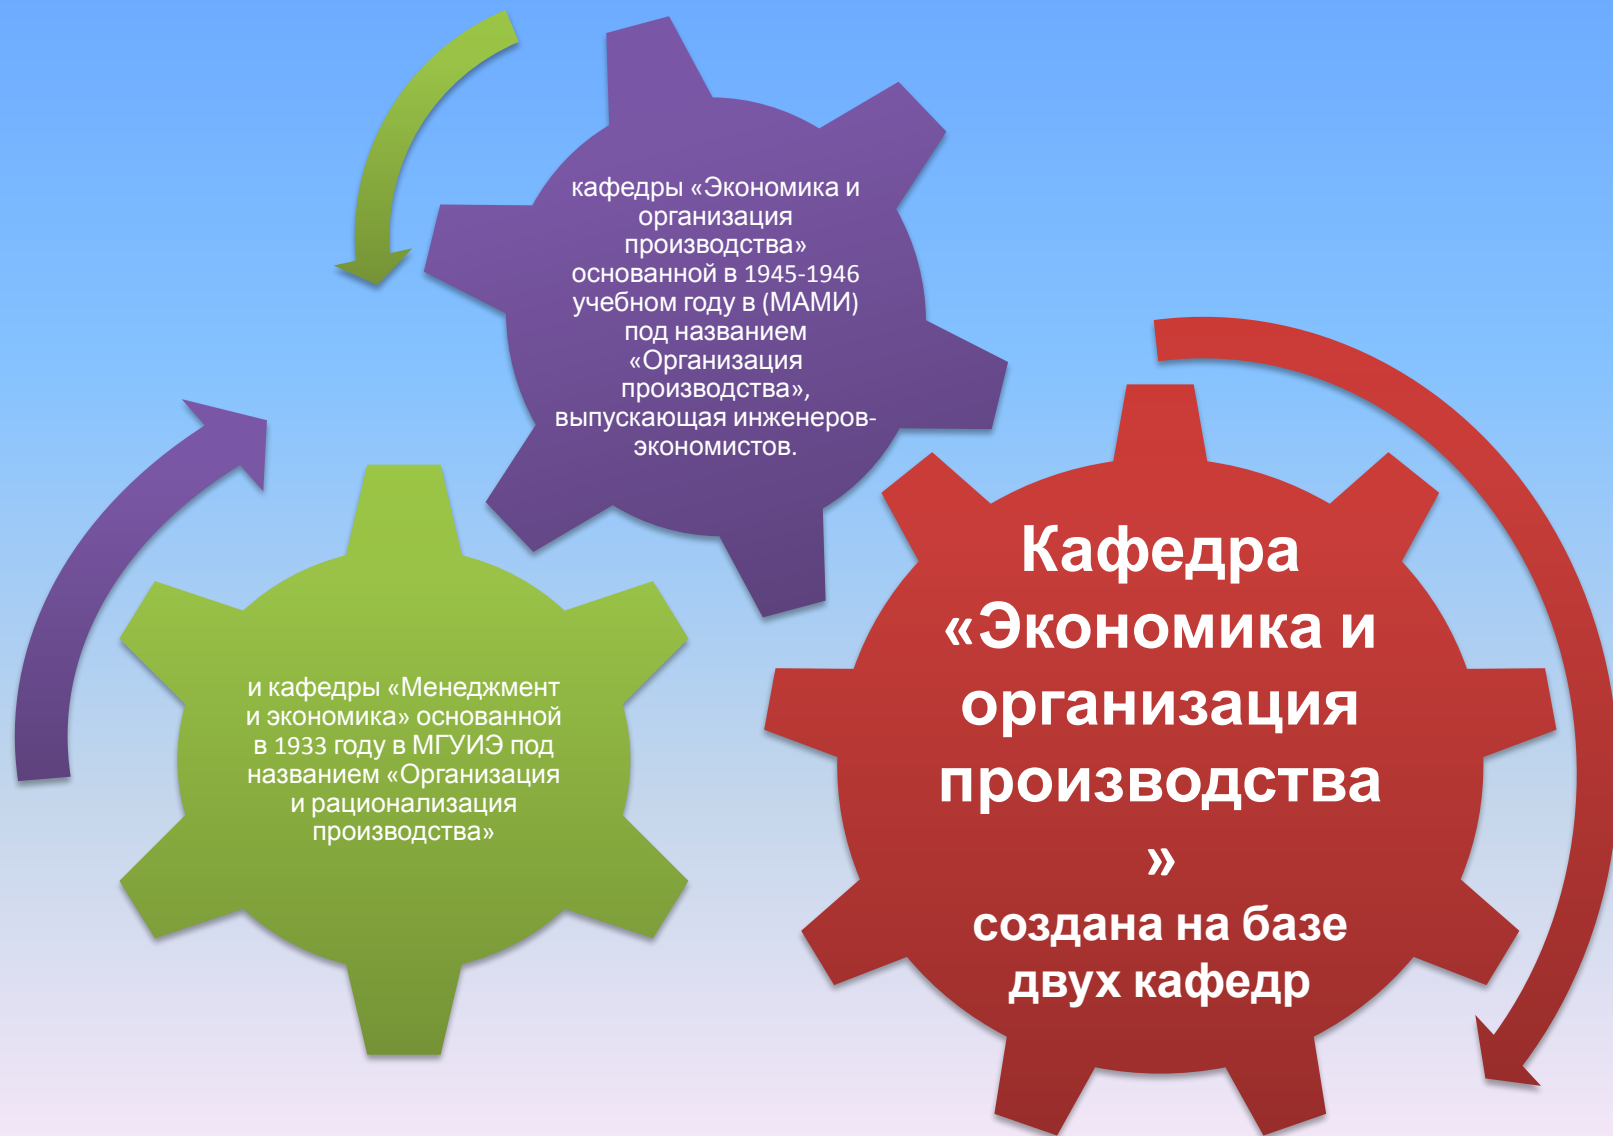 Кафедра
«Экономика и
организация
производства
»
создана на базе
двух кафедр
кафедры «Экономика и
организация
производства»
основанной в 1945-1946
учебном году в (МАМИ)
под названием
«Организация
производства»,
выпускающая инженеров-
экономистов.
и кафедры «Менеджмент
и экономика» основанной
в 1933 году в МГУИЭ под
названием «Организация
и рационализация
производства»